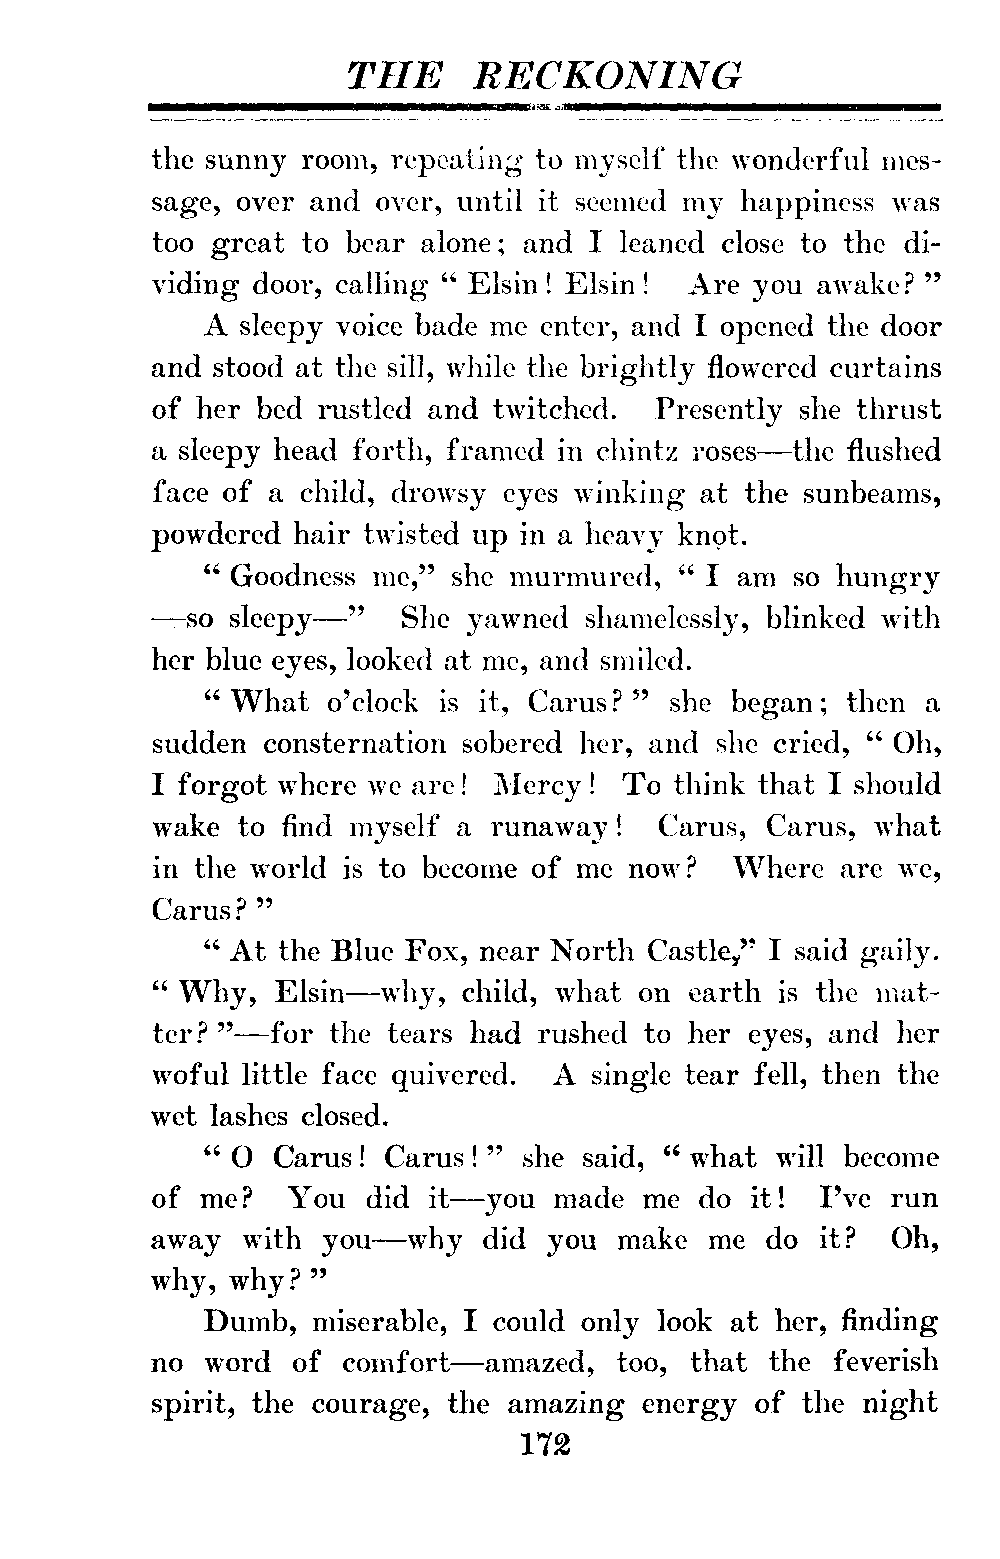 THE RECKONING
the sunny room, repeating to myself the wonderful mes-
sage, over and over, until it seemed my happiness was
too great to bear alone; and I leaned close to the di-
viding door, calling “ Elsin! Elsin! Are you awake? ”
A sleepy voice bade me enter, and I opened the door
and stood at the sill, while the brightly flowered curtains
of her bed rustled and twitched. Presently she thrust
a sleepy head forth, framed in chintz roses—the flushed
face of a child, drowsy eyes winking at the sunbeams,
powdered hair twisted up in a heavy knot.
“ Goodness me,” she murmured, “ I am so hungry
—so sleepy—” She yawned shamelessly, blinked with
her blue eyes, looked at me, and smiled.
“ What o’clock is it, Carus? ” she began; then a
sudden consternation sobered her, and she cried, “ Oh,
I forgot where we are! Mercy! To think that I should
wake to find myself a runaway! Carus, Carus, what
in the world is to become of me now? Where are we,
Carus? ”
“ At the Blue Fox, near North Castle,” I said gaily.
“ Why, Elsin—why, child, what on earth is the mat-
ter? ”—for the tears had rushed to her eyes, and her
woful little face quivered. A single tear fell, then the
wet lashes closed.
“ O Carus! Carus! ” she said, “ what will become
of me? You did it—you made me do it! I’ve run
away with you—why did you make me do it? Oh,
why, why? ”
Dumb, miserable, I could only look at her, finding
no word of comfort—amazed, too, that the feverish
spirit, the courage, the amazing energy of the night
172